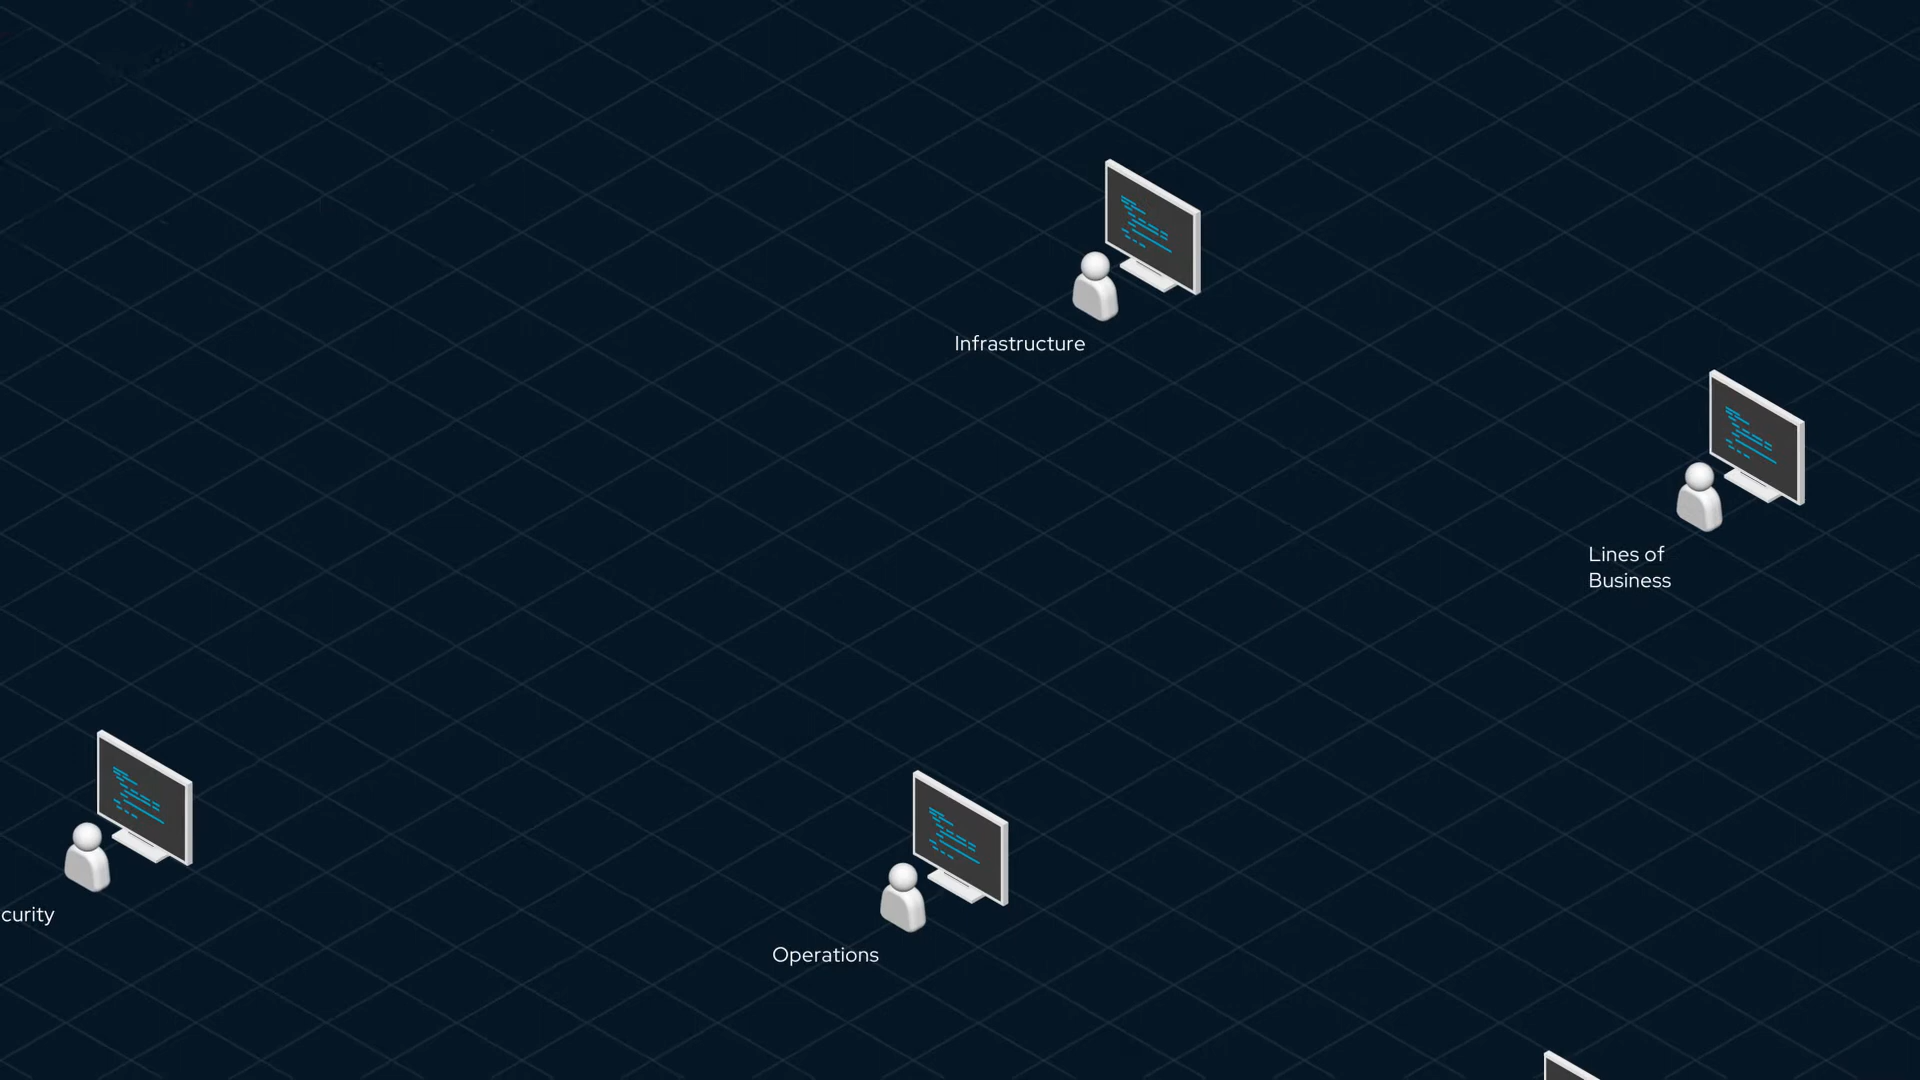 Infrastructure
Lines of
Business
curity
Operations